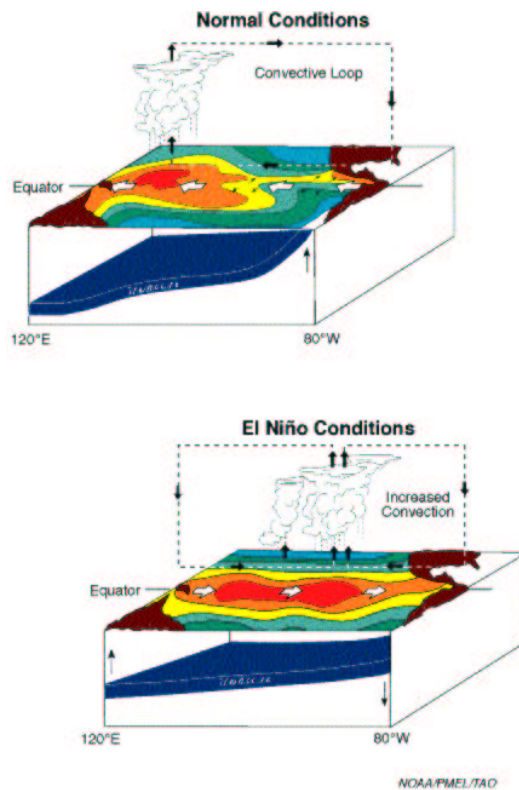 Normal Conditions
Convective Loop
Equator
120°E
80°W
El Niño Conditions
Increased
Convection
Equator
120°E
80°W
NOAA/PMEL/TAO